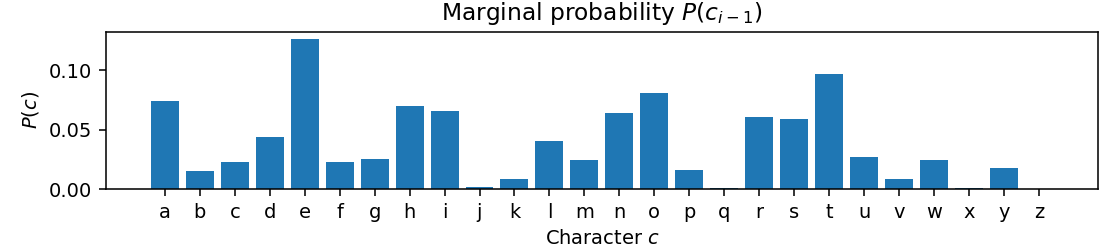 Marginal probability P(c_{i−1})
0.10
0.05
0.00
P(c)
a b c d e f g h i j k l m n o p q r s t u v w x y z
Character c